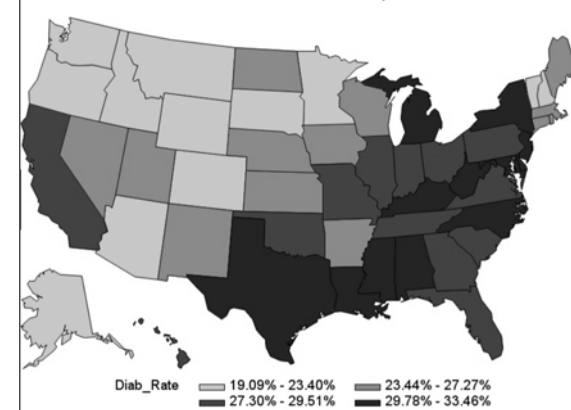 Diab_Rate 19.09% - 23.40% 23.44% - 27.27%
27.30% - 29.51% 29.78% - 33.46%